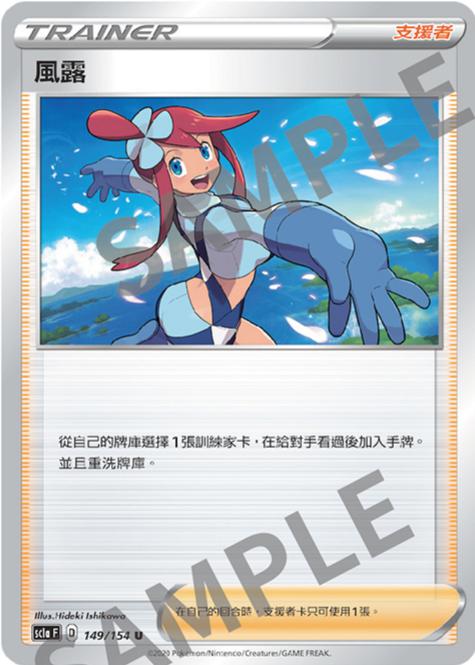 TRAINER 支援者
風露
SAMPLE
從自己的牌庫選擇1張訓練家卡,在給對手看過後加入手牌。
並且重洗牌庫。
SAMPLE
Illus.Hideki Ishikawa
sc1a F D 149/154 U
在自己的回合時,支援者卡只可使用1張。
©2020 Pokémon/Nintendo/Creatures/GAME FREAK.